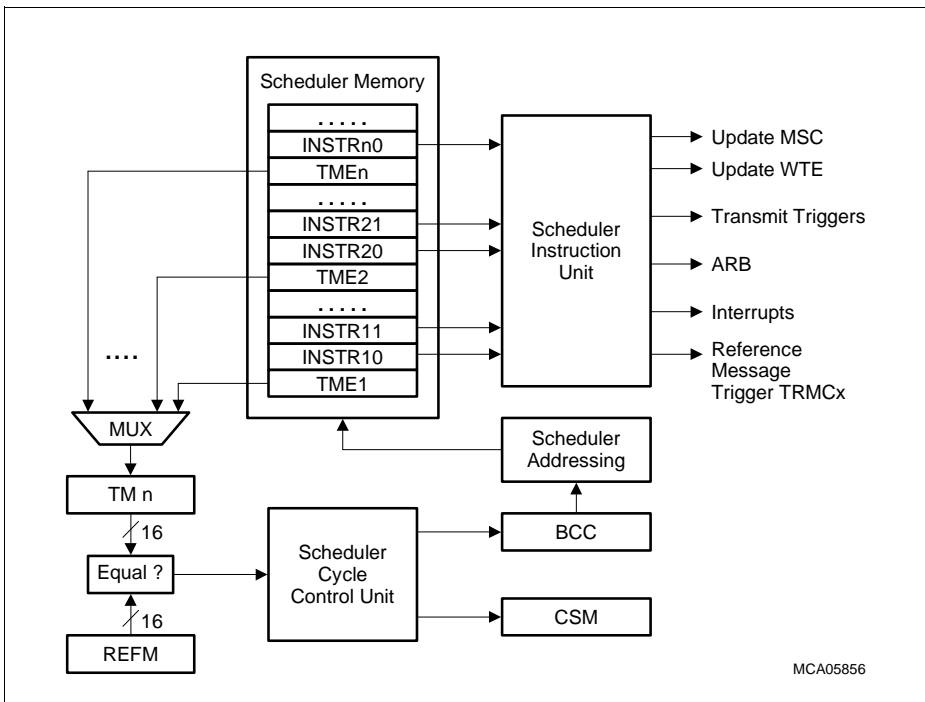 Scheduler Memory
. . . . .
INSTRn0
TMEn
. . . . .
INSTR21
INSTR20
TME2
. . . . .
INSTR11
INSTR10
TME1
Scheduler
Instruction
Unit
Update MSC
Update WTE
Transmit Triggers
ARB
Interrupts
Reference
Message
Trigger TRMCx
. . . .
MUX
TM n
16
Equal ?
16
REFM
Scheduler
Cycle
Control Unit
Scheduler
Addressing
BCC
CSM
MCA05856